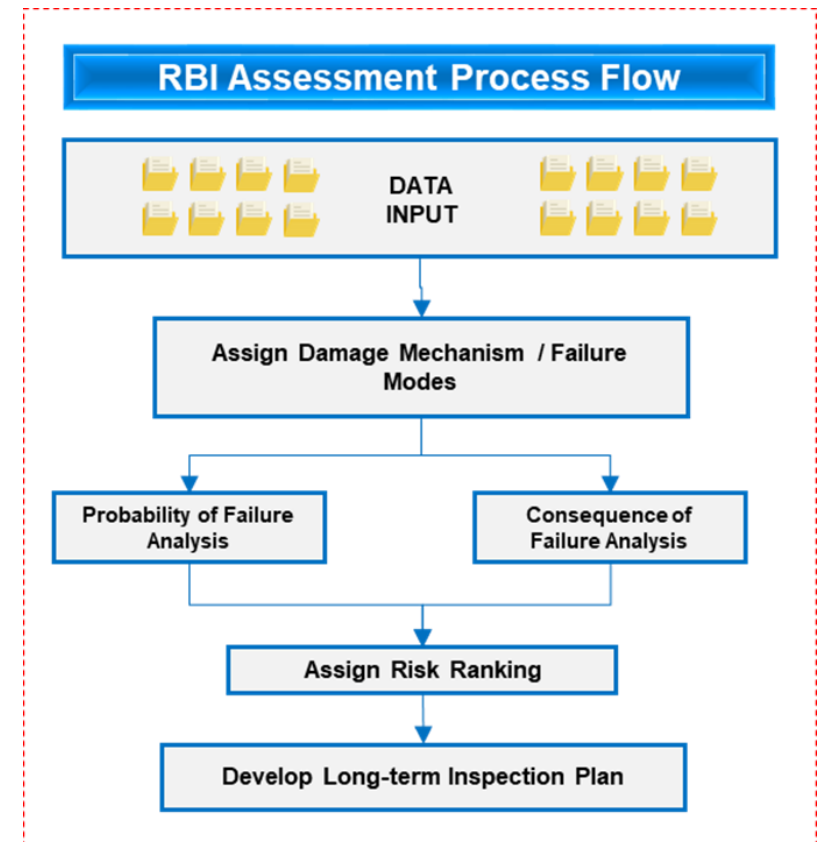 RBI Assessment Process Flow
DATA
INPUT
Assign Damage Mechanism / Failure
Modes
Probability of Failure
Analysis
Consequence of
Failure Analysis
Assign Risk Ranking
Develop Long-term Inspection Plan